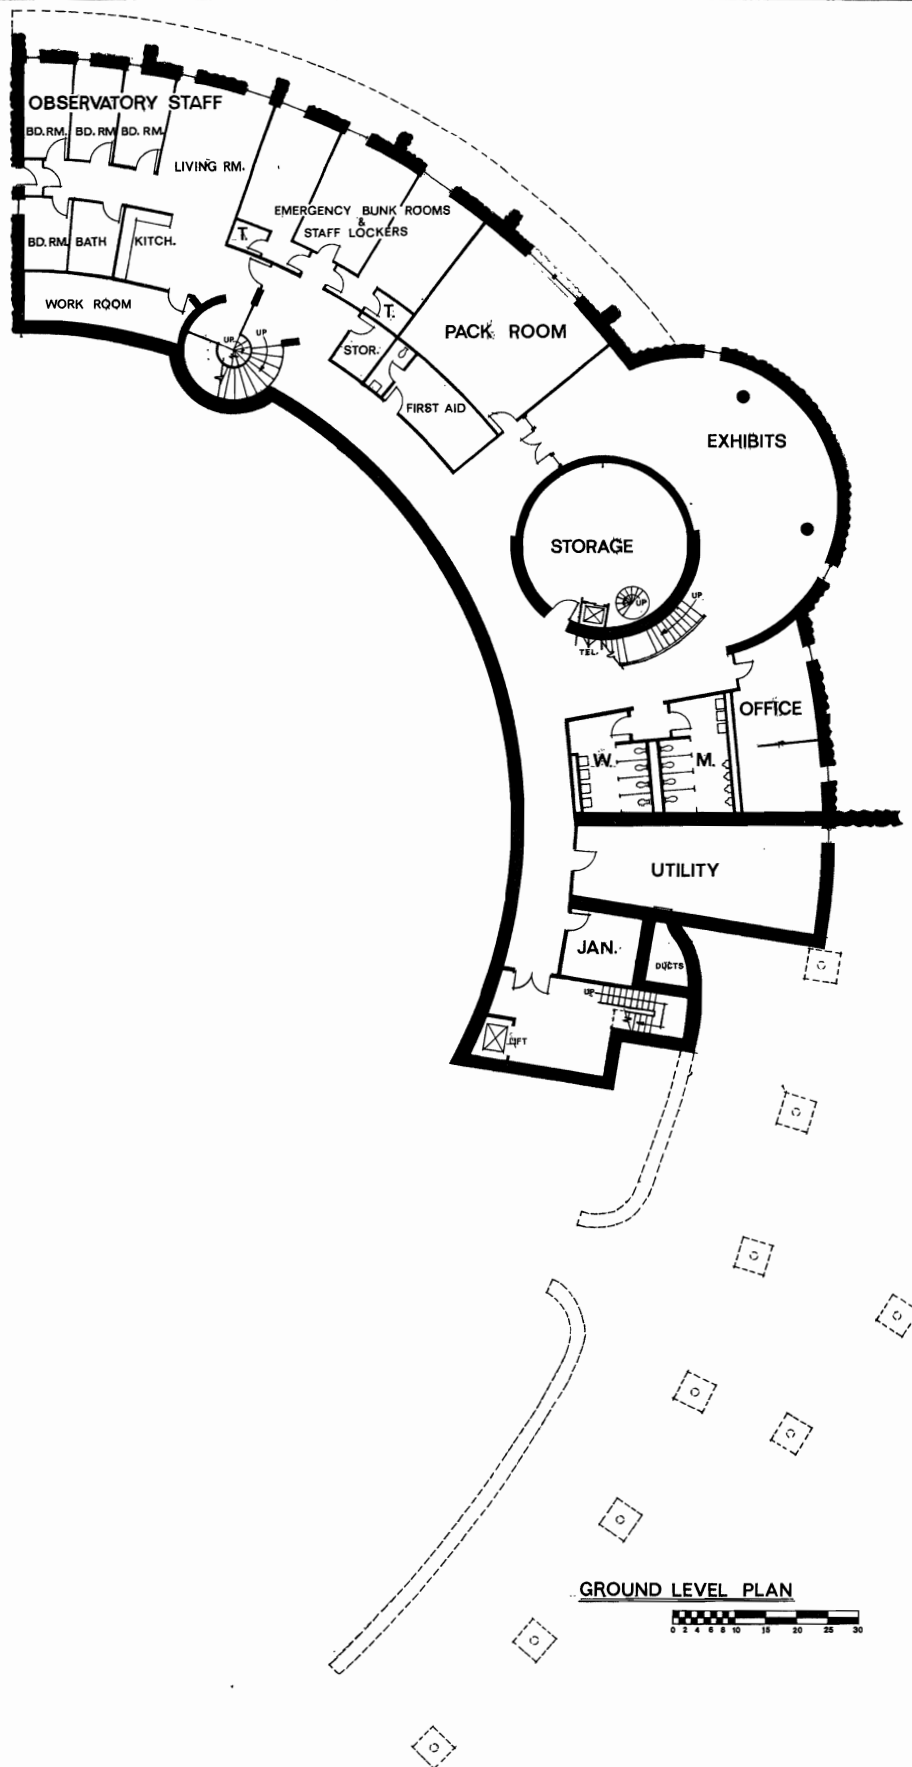 OBSERVATORY STAFF
BD.RM. BD. RM. BD. RM.
LIVING RM.
EMERGENCY BUNK ROOMS
&
STAFF LOCKERS
T.
BD. RM. BATH KITCH.
WORK ROOM
UP
UP
T.
STOR.
PACK ROOM
FIRST AID
EXHIBITS
STORAGE
UP
UP
TEL.
OFFICE
W. M.
UTILITY
JAN.
DUCTS
UP
LIFT
GROUND LEVEL PLAN
0 2 4 6 8 10 15 20 25 30